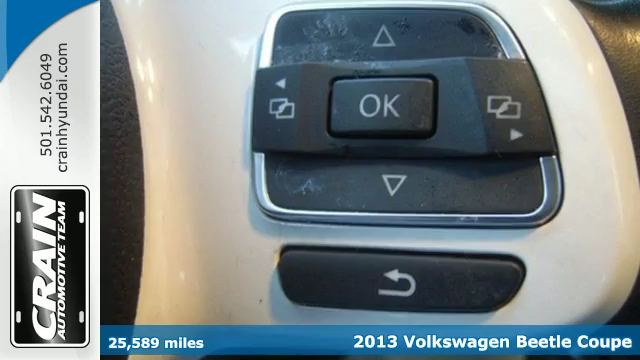 501.542.6049
crainhyundai.com
CRAIN
AUTOMOTIVE TEAM
OK
25,589 miles
2013 Volkswagen Beetle Coupe